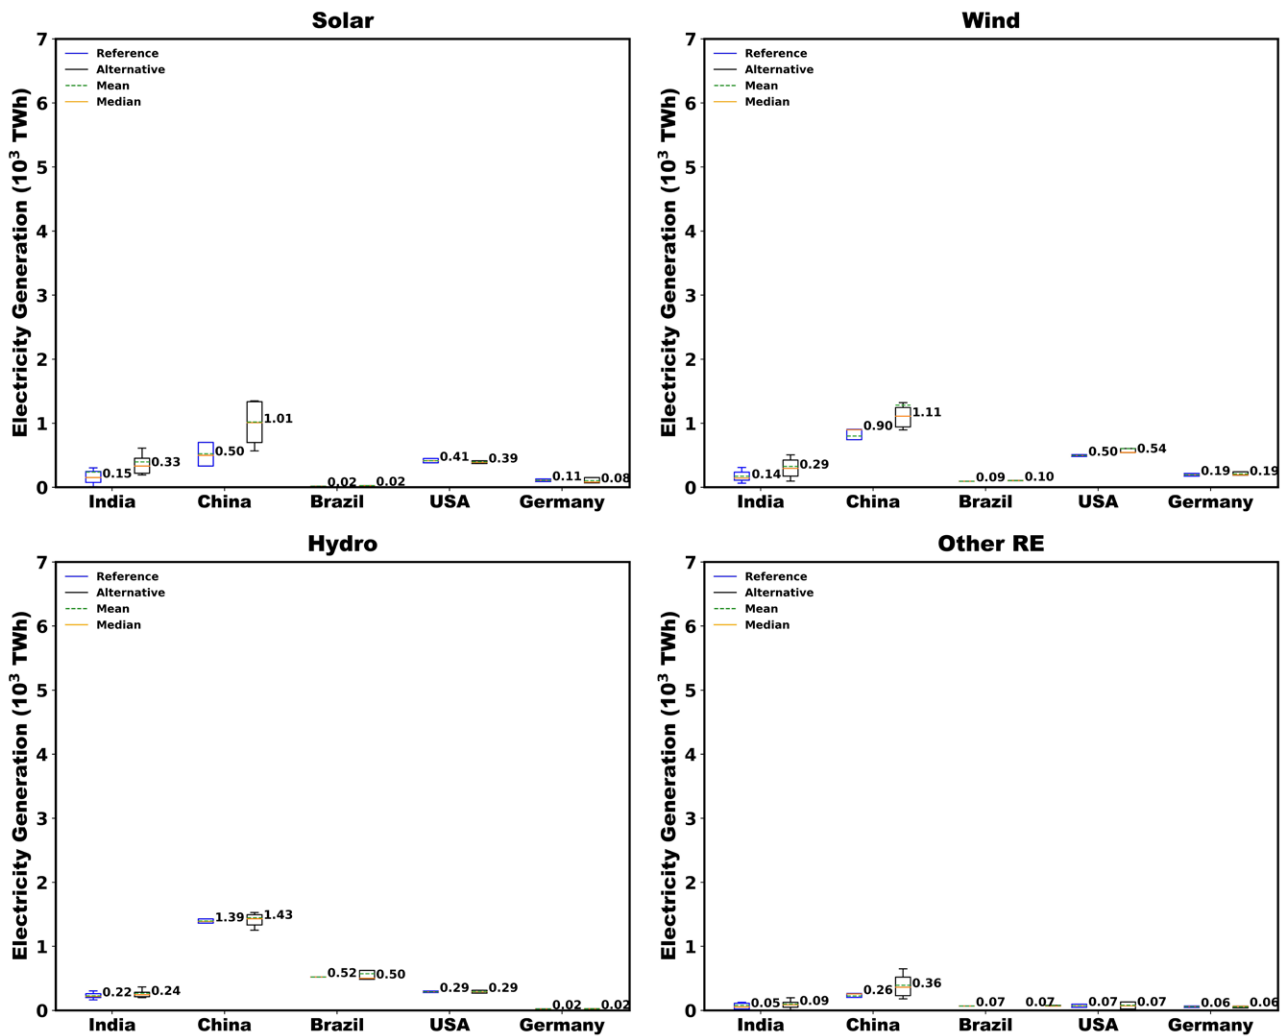 Solar
Electricity Generation (10³ TWh)
7
6
5
4
3
2
1
0
Reference
Alternative
Mean
Median
0.15
0.33
0.50
1.01
0.02
0.02
0.41
0.39
0.11
0.08
India
China
Brazil
USA
Germany
Wind
Electricity Generation (10³ TWh)
7
6
5
4
3
2
1
0
Reference
Alternative
Mean
Median
0.14
0.29
0.90
1.11
0.09
0.10
0.50
0.54
0.19
0.19
India
China
Brazil
USA
Germany
Hydro
Electricity Generation (10³ TWh)
7
6
5
4
3
2
1
0
Reference
Alternative
Mean
Median
0.22
0.24
1.39
1.43
0.52
0.50
0.29
0.29
0.02
0.02
India
China
Brazil
USA
Germany
Other RE
Electricity Generation (10³ TWh)
7
6
5
4
3
2
1
0
Reference
Alternative
Mean
Median
0.05
0.09
0.26
0.36
0.07
0.07
0.07
0.07
0.06
0.06
India
China
Brazil
USA
Germany